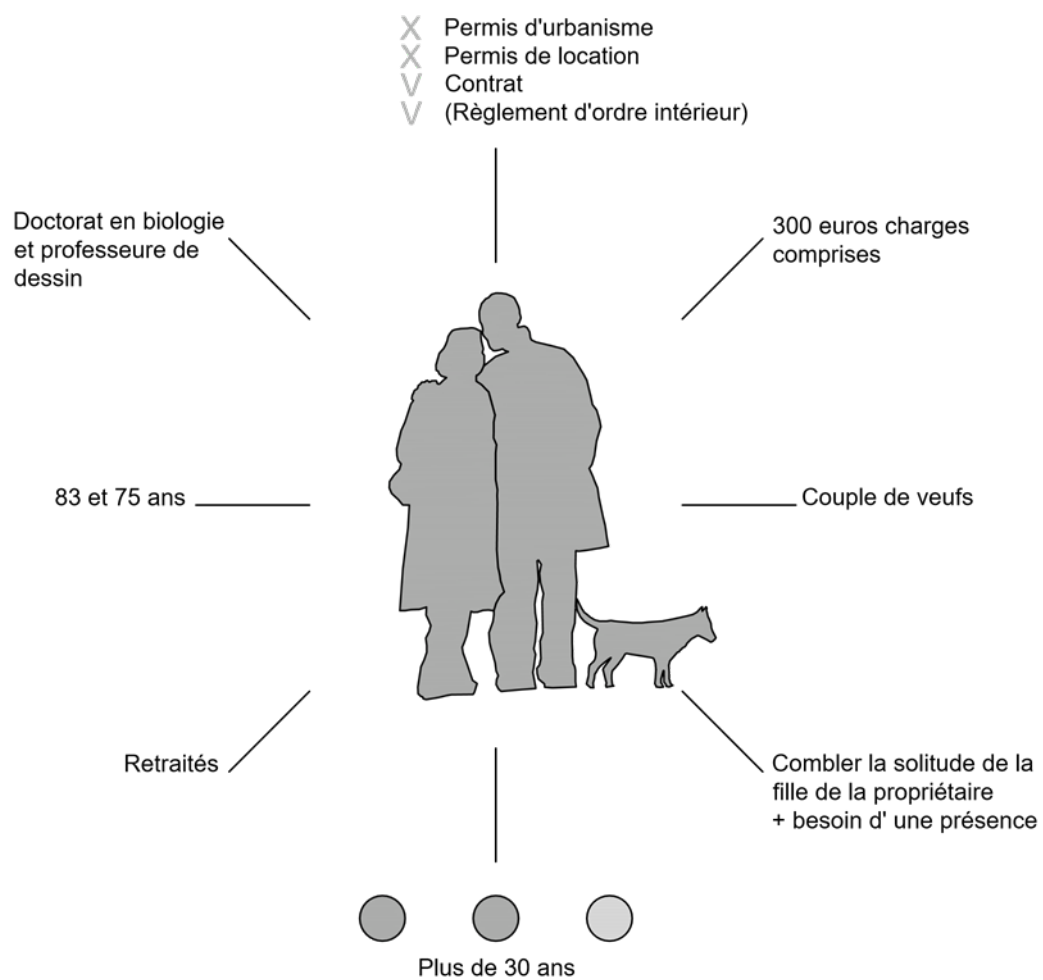 X Permis d'urbanisme
X Permis de location
V Contrat
V (Règlement d'ordre intérieur)
Doctorat en biologie
et professeure de
dessin
300 euros charges
comprises
83 et 75 ans
Couple de veufs
Retraités
Combler la solitude de la
fille de la propriétaire
+ besoin d' une présence
Plus de 30 ans